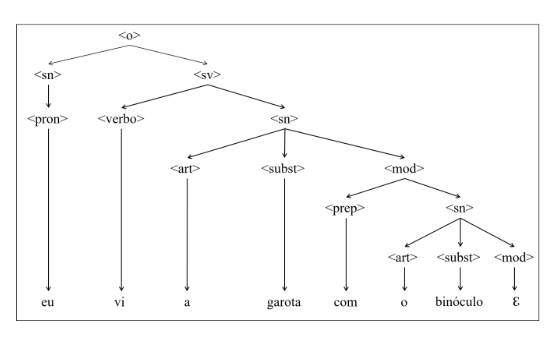 <o>
<sn> <sv>
<pron> <verbo> <sn>
<art> <subst> <mod>
<prep> <sn>
<art> <subst> <mod>
eu vi a garota com o binóculo ε